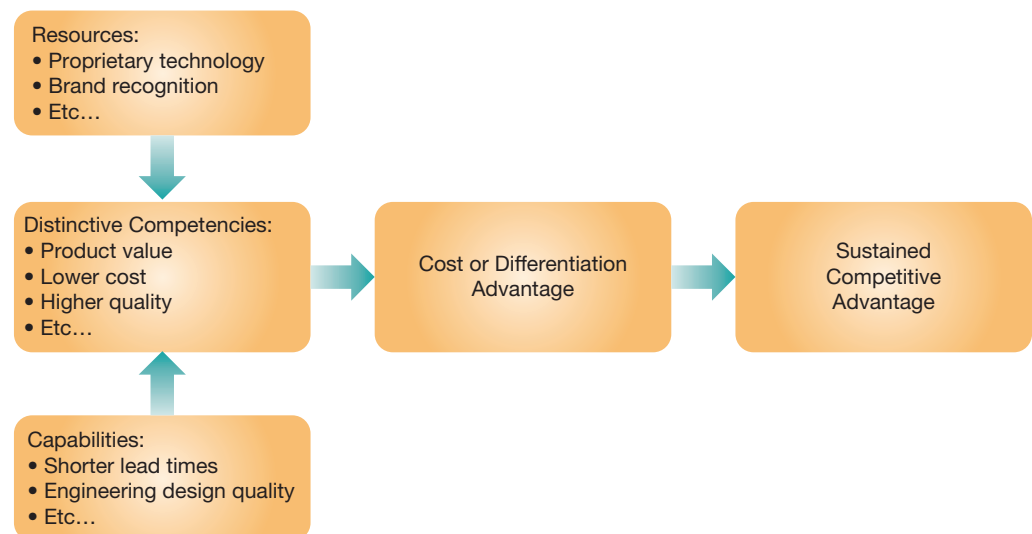 Resources:
• Proprietary technology
• Brand recognition
• Etc…
Distinctive Competencies:
• Product value
• Lower cost
• Higher quality
• Etc…
Cost or Differentiation
Advantage
Sustained
Competitive
Advantage
Capabilities:
• Shorter lead times
• Engineering design quality
• Etc…